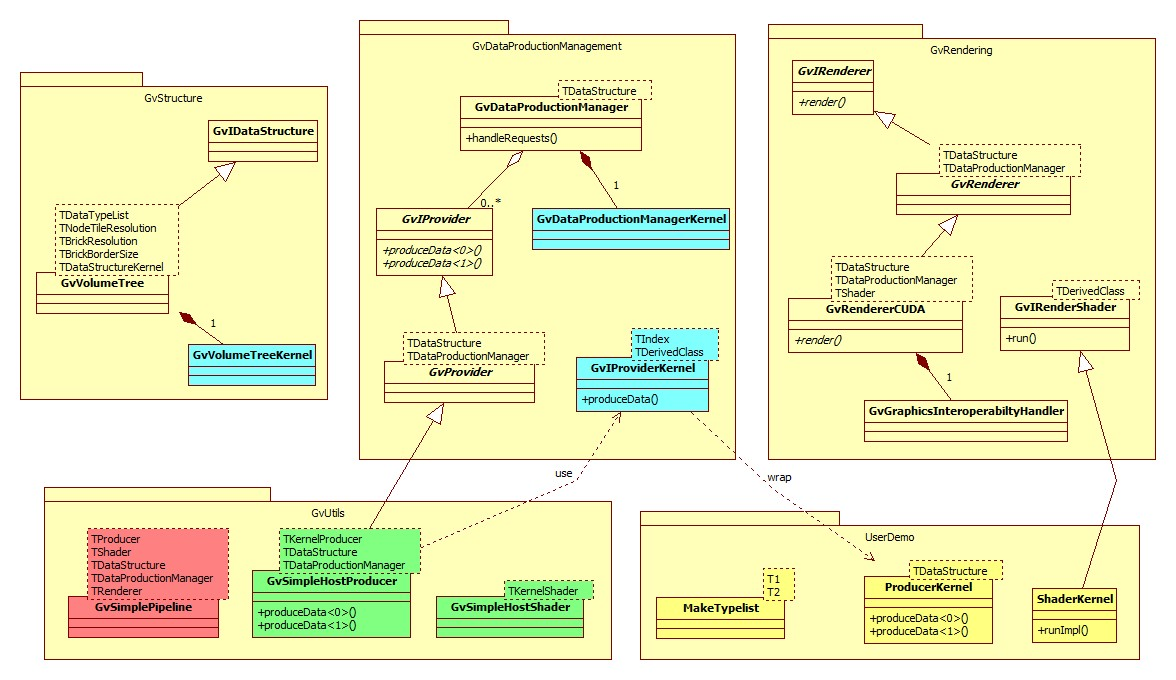 GvStructure
GvIDataStructure
TDataTypeList
TNodeTileResolution
TBrickResolution
TBrickBorderSize
TDataStructureKernel
GvVolumeTree
1
GvVolumeTreeKernel
GvDataProductionManagement
TDataStructure
GvDataProductionManager
+handleRequests()
1
0..*
GvIProvider
+produceData<0>()
+produceData<1>()
GvDataProductionManagerKernel
TDataStructure
TDataProductionManager
GvProvider
TIndex
TDerivedClass
GvIProviderKernel
+produceData()
GvRendering
GvIRenderer
+render()
TDataStructure
TDataProductionManager
GvRenderer
TDataStructure
TDataProductionManager
TShader
GvRendererCUDA
+render()
TDerivedClass
GvIRenderShader
+run()
1
GvGraphicsInteroperabiltyHandler
use
wrap
GvUtils
TProducer
TShader
TDataStructure
TDataProductionManager
TRenderer
GvSimplePipeline
TKernelProducer
TDataStructure
TDataProductionManager
GvSimpleHostProducer
+produceData<0>()
+produceData<1>()
TKernelShader
GvSimpleHostShader
UserDemo
T1
T2
MakeTypelist
TDataStructure
ProducerKernel
+produceData<0>()
+produceData<1>()
ShaderKernel
+runImpl()